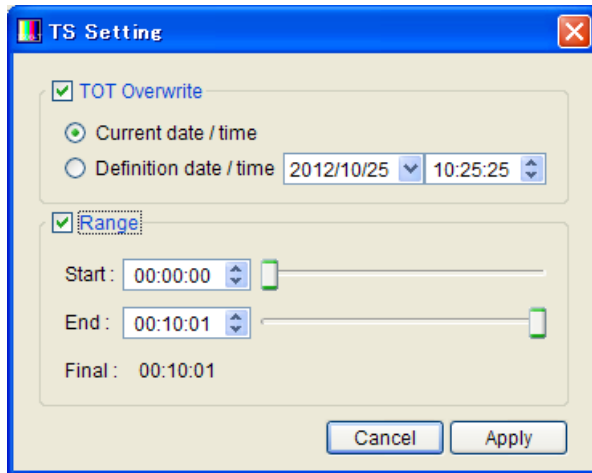 TS Setting
TOT Overwrite
Current date / time
Definition date / time 2012/10/25 10:25:25
Range
Start : 00:00:00
End : 00:10:01
Final : 00:10:01
Cancel Apply